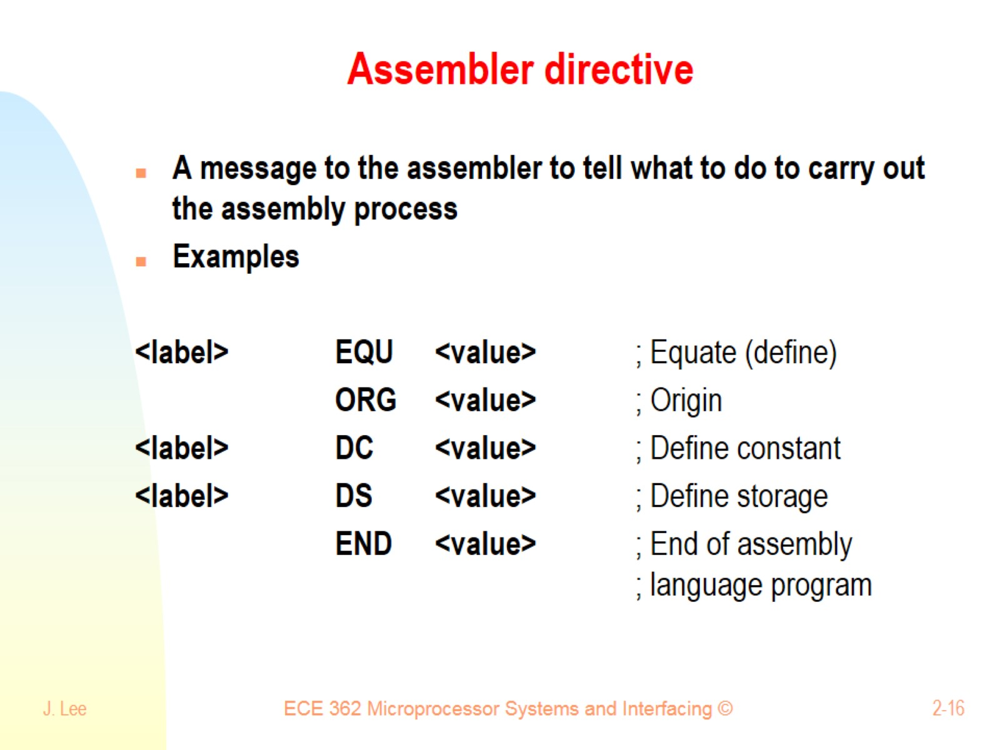 Assembler directive
A message to the assembler to tell what to do to carry out
the assembly process
Examples
<label> EQU <value> ; Equate (define)
ORG <value> ; Origin
<label> DC <value> ; Define constant
<label> DS <value> ; Define storage
END <value> ; End of assembly
; language program
J. Lee ECE 362 Microprocessor Systems and Interfacing © 2-16